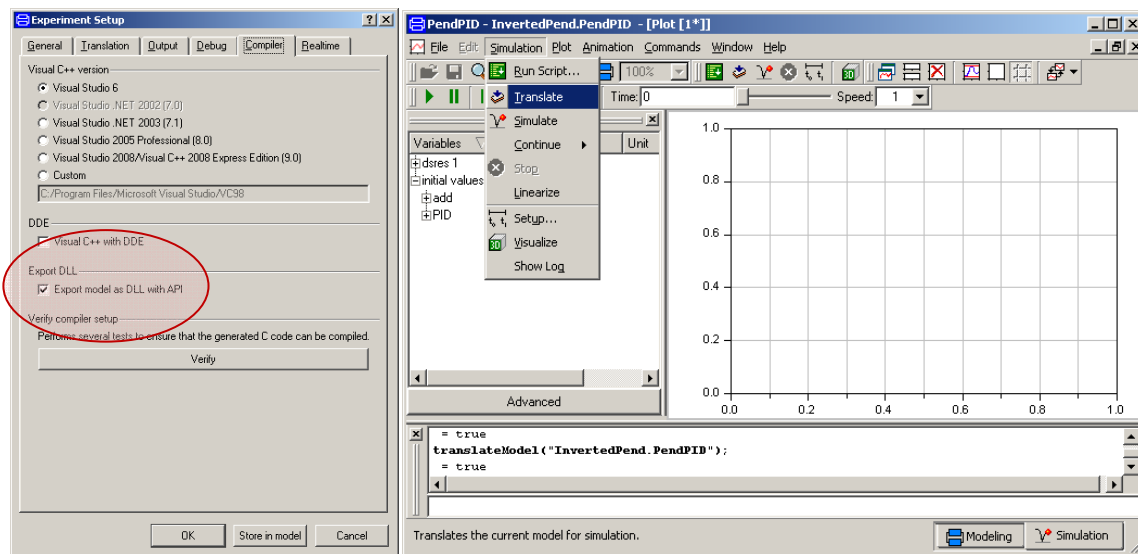 Experiment Setup
General Translation Output Debug Compiler Realtime
Visual C++ version
Visual Studio 6
Visual Studio .NET 2002 (7.0)
Visual Studio .NET 2003 (7.1)
Visual Studio 2005 Professional (8.0)
Visual Studio 2008/Visual C++ 2008 Express Edition (9.0)
Custom
C:/Program Files/Microsoft Visual Studio/VC98
DDE
Visual C++ with DDE
Export DLL
Export model as DLL with API
Verify compiler setup
Performs several tests to ensure that the generated C code can be compiled.
Verify
OK Store in model Cancel
PendPID - InvertedPend.PendPID - [Plot [1*]]
File Edit Simulation Plot Animation Commands Window Help
100%
Time: 0 Speed: 1
Run Script...
Translate
Simulate
Continue
Stop
Linearize
Setup...
Visualize
Show Log
Variables Unit
dsres 1
initial values
add
PID
Advanced
1.0
0.8
0.6
0.4
0.2
0.0
0.0 0.2 0.4 0.6 0.8 1.0
= true
translateModel("InvertedPend.PendPID");
= true
Translates the current model for simulation.
Modeling Simulation